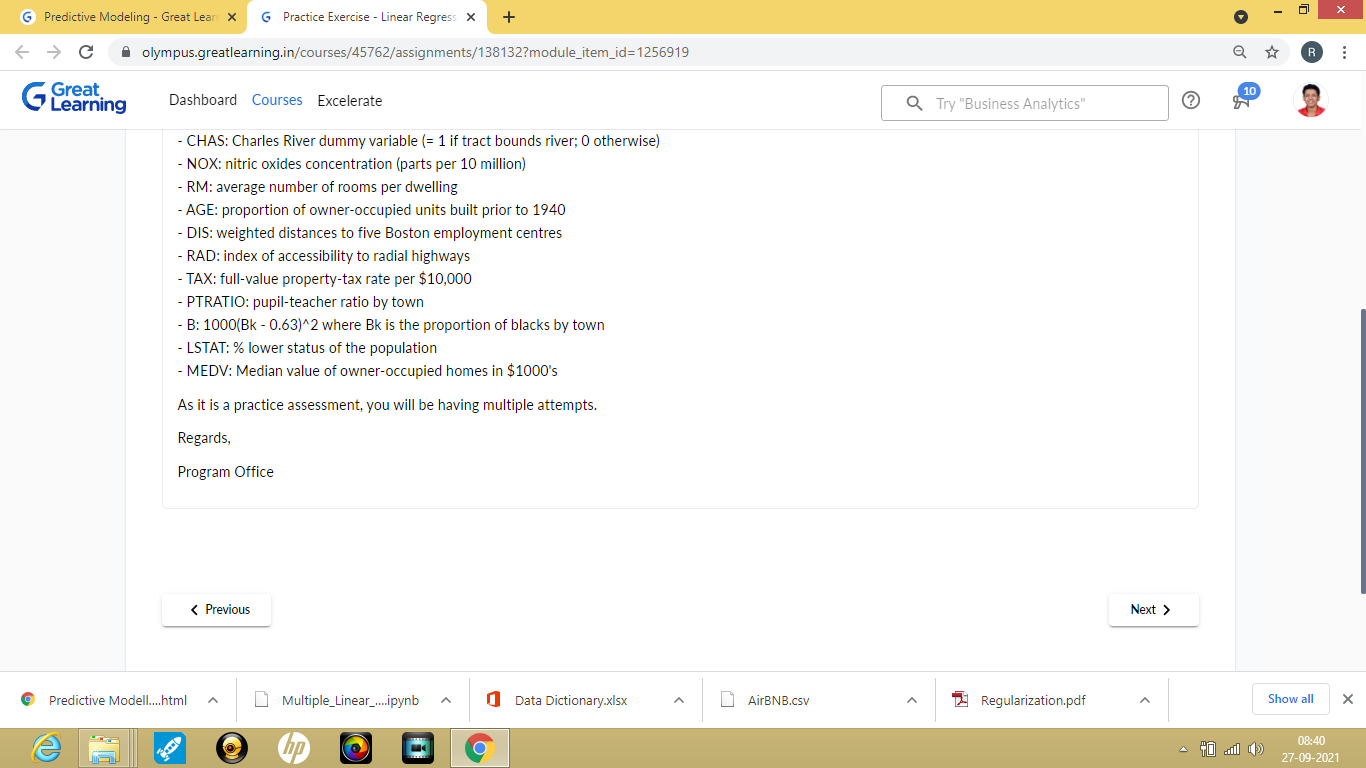 Predictive Modeling - Great Lear
Practice Exercise - Linear Regress
olympus.greatlearning.in/courses/45762/assignments/138132?module_item_id=1256919
R
Great
Learning
Dashboard Courses Excelerate
Try "Business Analytics"
10
- CHAS: Charles River dummy variable (= 1 if tract bounds river; 0 otherwise)
- NOX: nitric oxides concentration (parts per 10 million)
- RM: average number of rooms per dwelling
- AGE: proportion of owner-occupied units built prior to 1940
- DIS: weighted distances to five Boston employment centres
- RAD: index of accessibility to radial highways
- TAX: full-value property-tax rate per $10,000
- PTRATIO: pupil-teacher ratio by town
- B: 1000(Bk - 0.63)^2 where Bk is the proportion of blacks by town
- LSTAT: % lower status of the population
- MEDV: Median value of owner-occupied homes in $1000's
As it is a practice assessment, you will be having multiple attempts.
Regards,
Program Office
Previous
Next
Predictive Modell....html
Multiple_Linear_....ipynb
Data Dictionary.xlsx
AirBNB.csv
Regularization.pdf
Show all
hp
08:40
27-09-2021